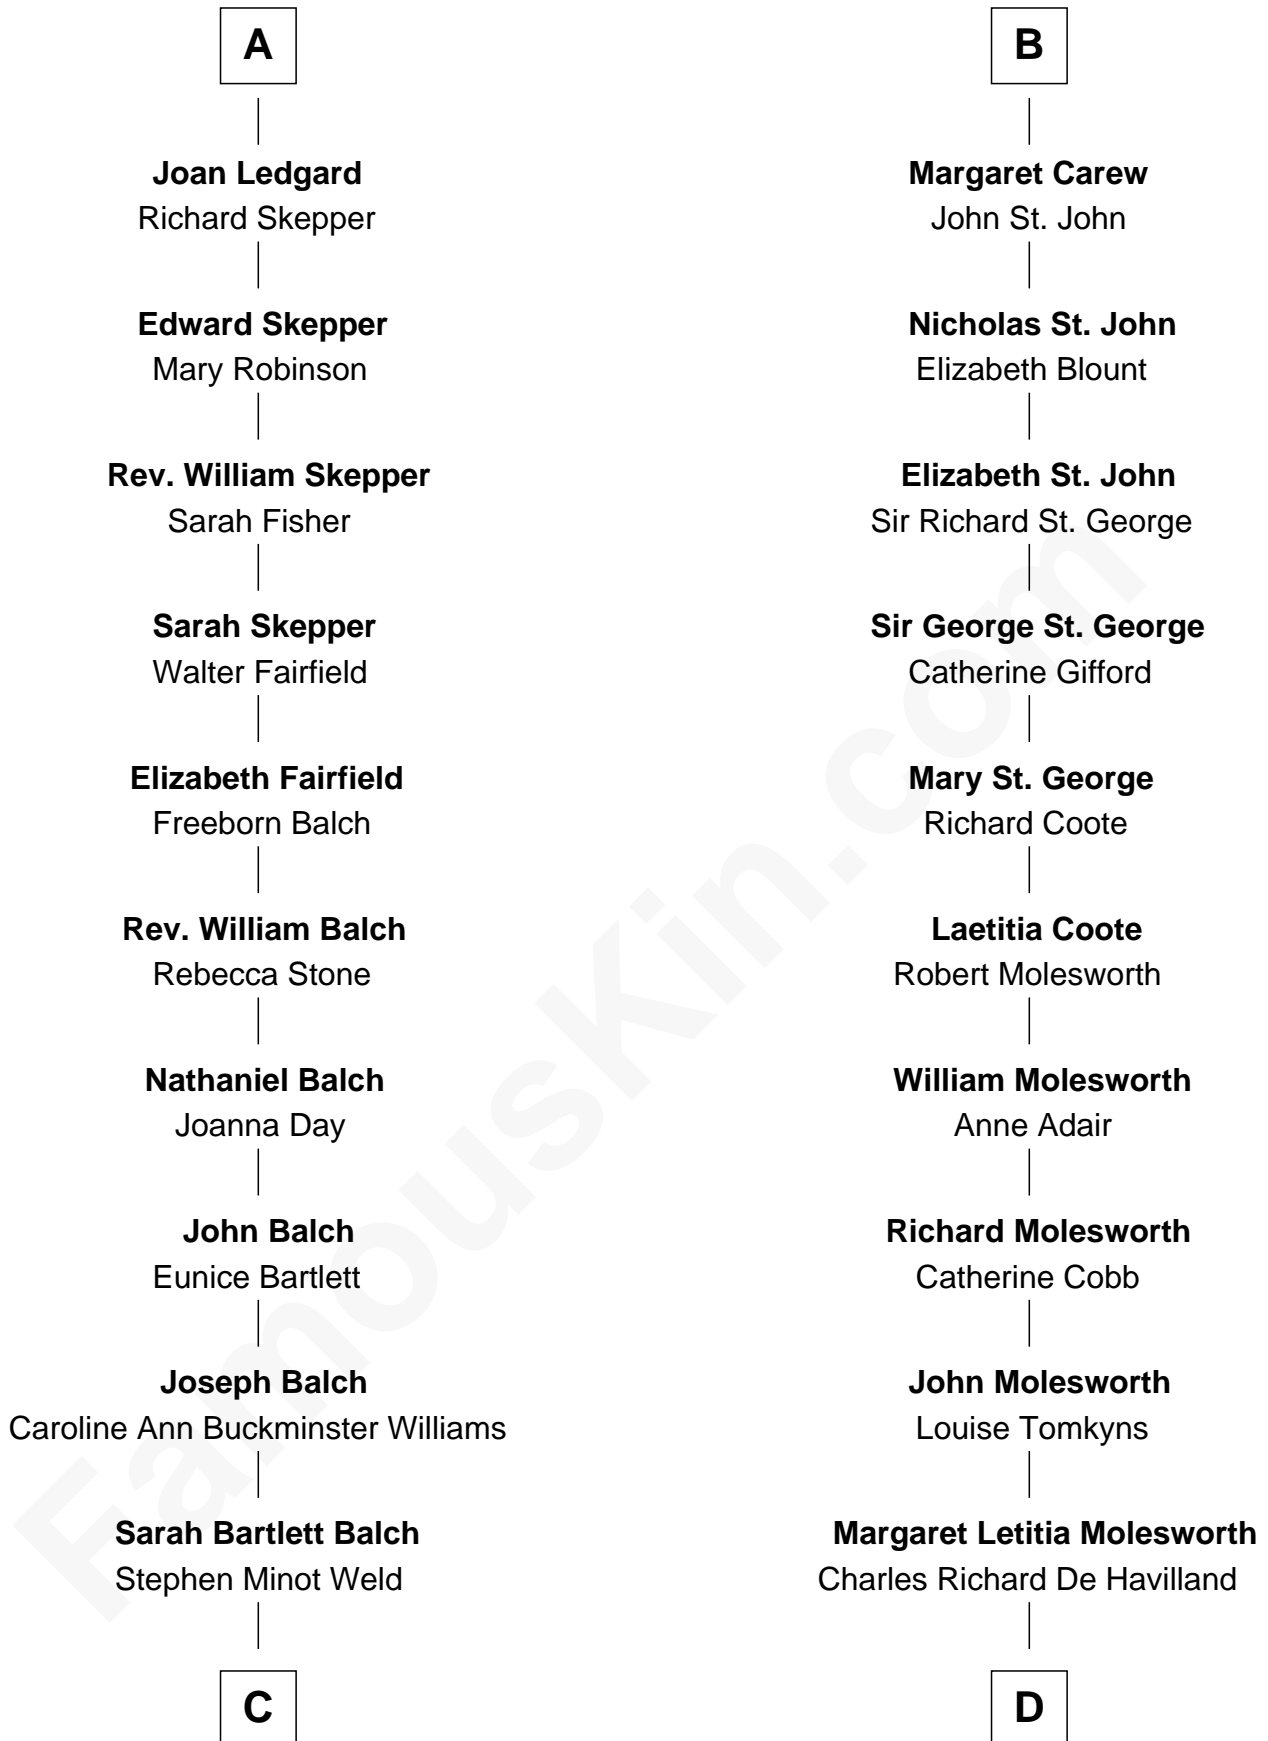 A
Joan Ledgard
Richard Skepper
Edward Skepper
Mary Robinson
Rev. William Skepper
Sarah Fisher
Sarah Skepper
Walter Fairfield
Elizabeth Fairfield
Freeborn Balch
Rev. William Balch
Rebecca Stone
Nathaniel Balch
Joanna Day
John Balch
Eunice Bartlett
Joseph Balch
Caroline Ann Buckminster Williams
Sarah Bartlett Balch
Stephen Minot Weld
C
B
Margaret Carew
John St. John
Nicholas St. John
Elizabeth Blount
Elizabeth St. John
Sir Richard St. George
Sir George St. George
Catherine Gifford
Mary St. George
Richard Coote
Laetitia Coote
Robert Molesworth
William Molesworth
Anne Adair
Richard Molesworth
Catherine Cobb
John Molesworth
Louise Tomkyns
Margaret Letitia Molesworth
Charles Richard De Havilland
D
FamousKin.com